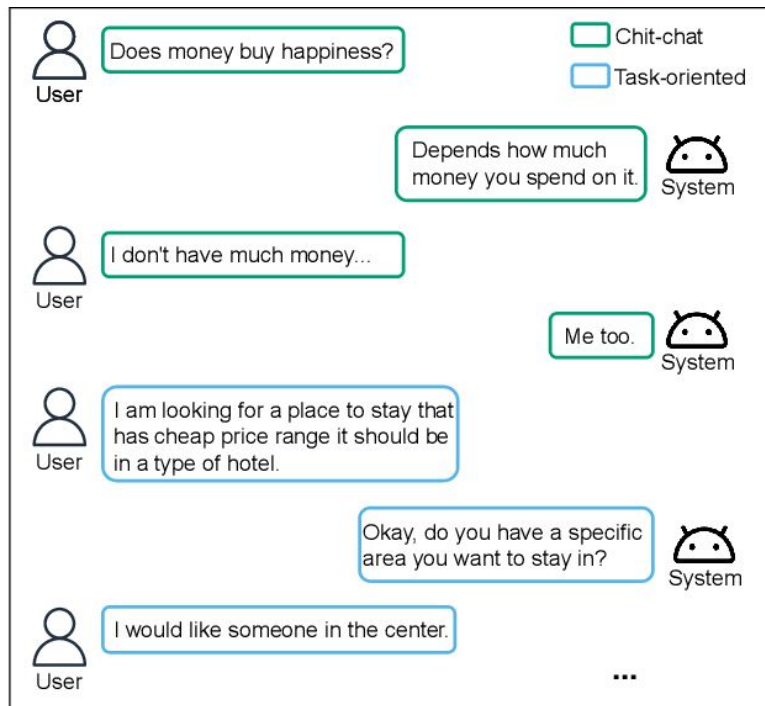 Does money buy happiness?
User
Chit-chat
Task-oriented
Depends how much
money you spend on it.
System
I don't have much money...
User
Me too.
System
I am looking for a place to stay that
has cheap price range it should be
in a type of hotel.
User
Okay, do you have a specific
area you want to stay in?
System
I would like someone in the center.
User
...